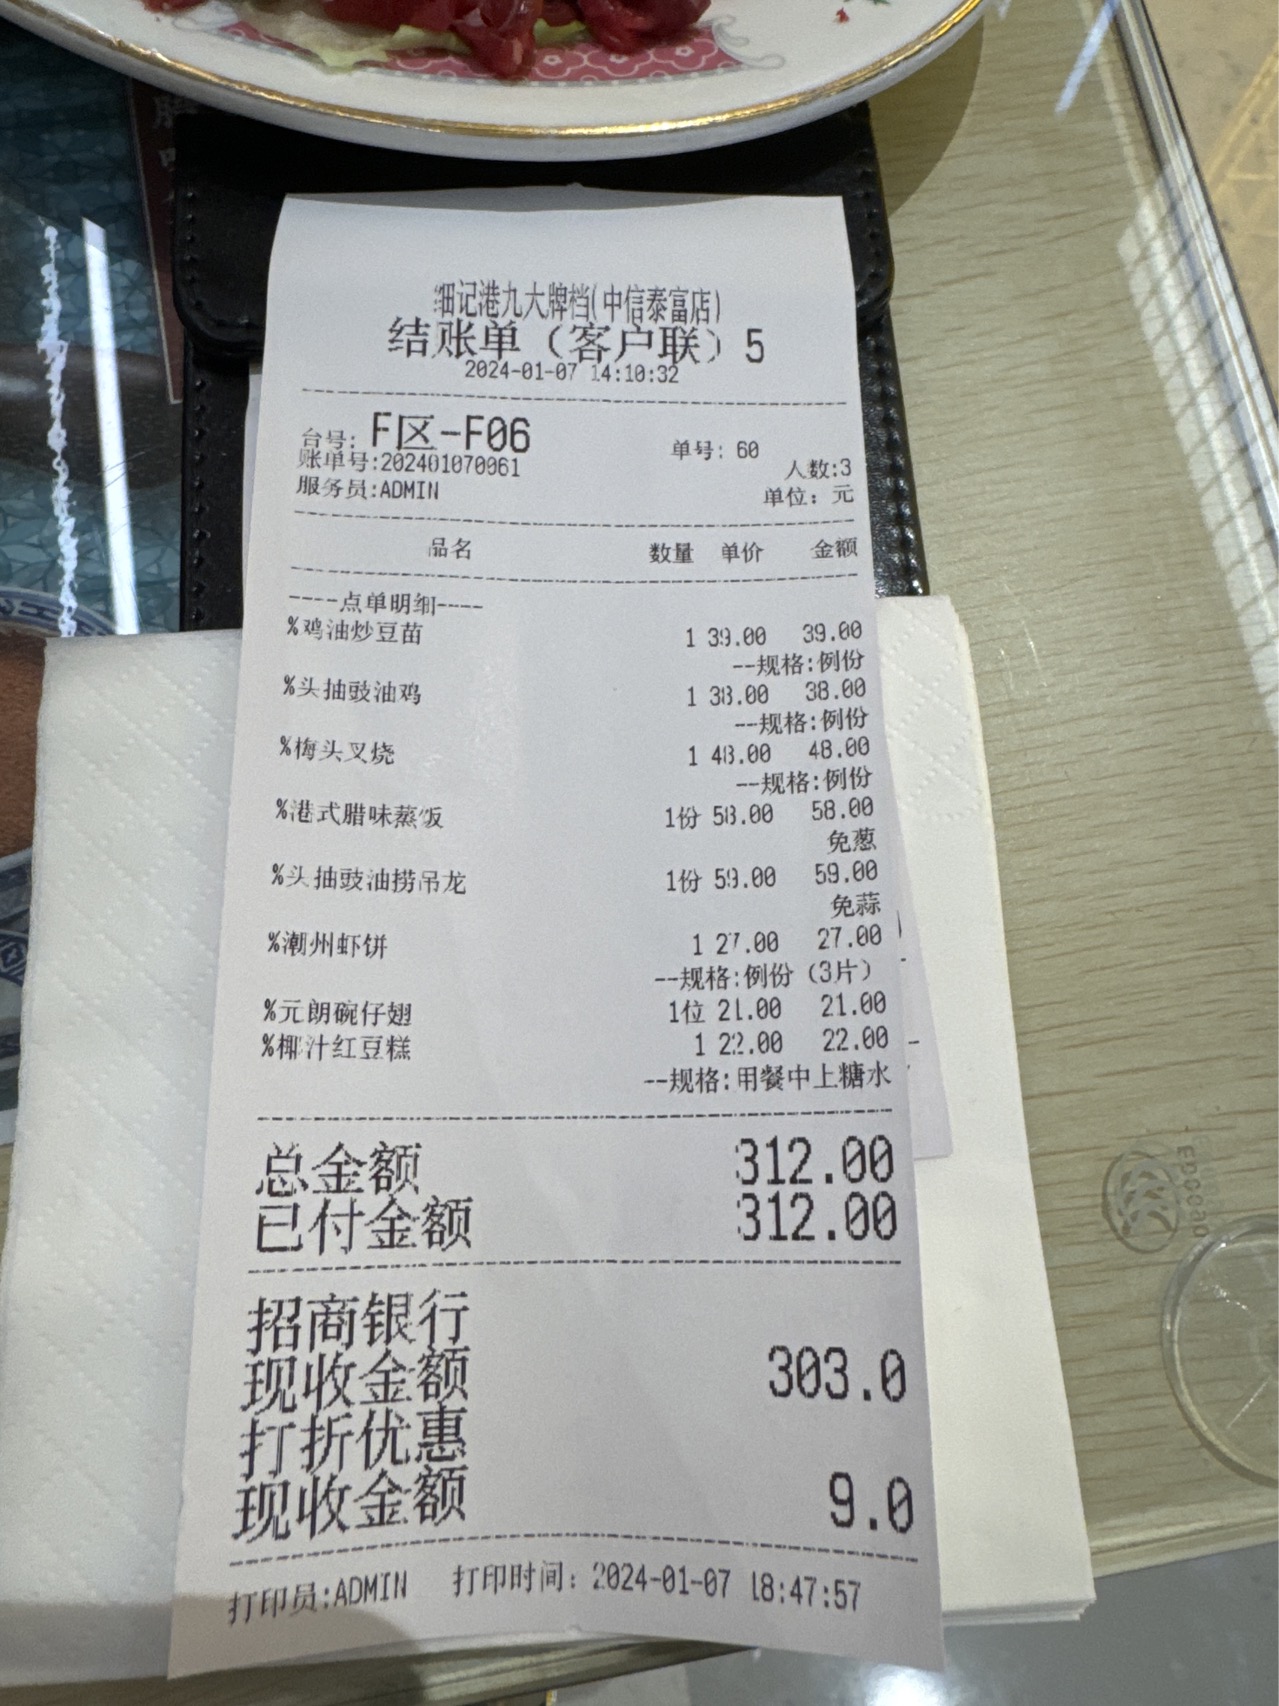 细记港九大牌档(中信泰富店)
结账单（客户联）5
2024-01-07 14:10:32
台号: F区-F06 单号: 60
账单号:202401070061 人数:3
服务员:ADMIN 单位: 元
品名 数量 单价 金额
----点单明细----
%鸡油炒豆苗 1 39.00 39.00
--规格:例份
%头抽豉油鸡 1 38.00 38.00
--规格:例份
%梅头叉烧 1 48.00 48.00
--规格:例份
%港式腊味蒸饭 1份 58.00 58.00
免葱
%头抽豉油捞吊龙 1份 59.00 59.00
免蒜
%潮州虾饼 1 27.00 27.00
--规格:例份（3片）
%元朗碗仔翅 1位 21.00 21.00
%椰汁红豆糕 1 22.00 22.00
--规格:用餐中上糖水
总金额 312.00
已付金额 312.00
招商银行
现收金额 303.0
打折优惠
现收金额 9.0
打印员:ADMIN 打印时间: 2024-01-07 18:47:57